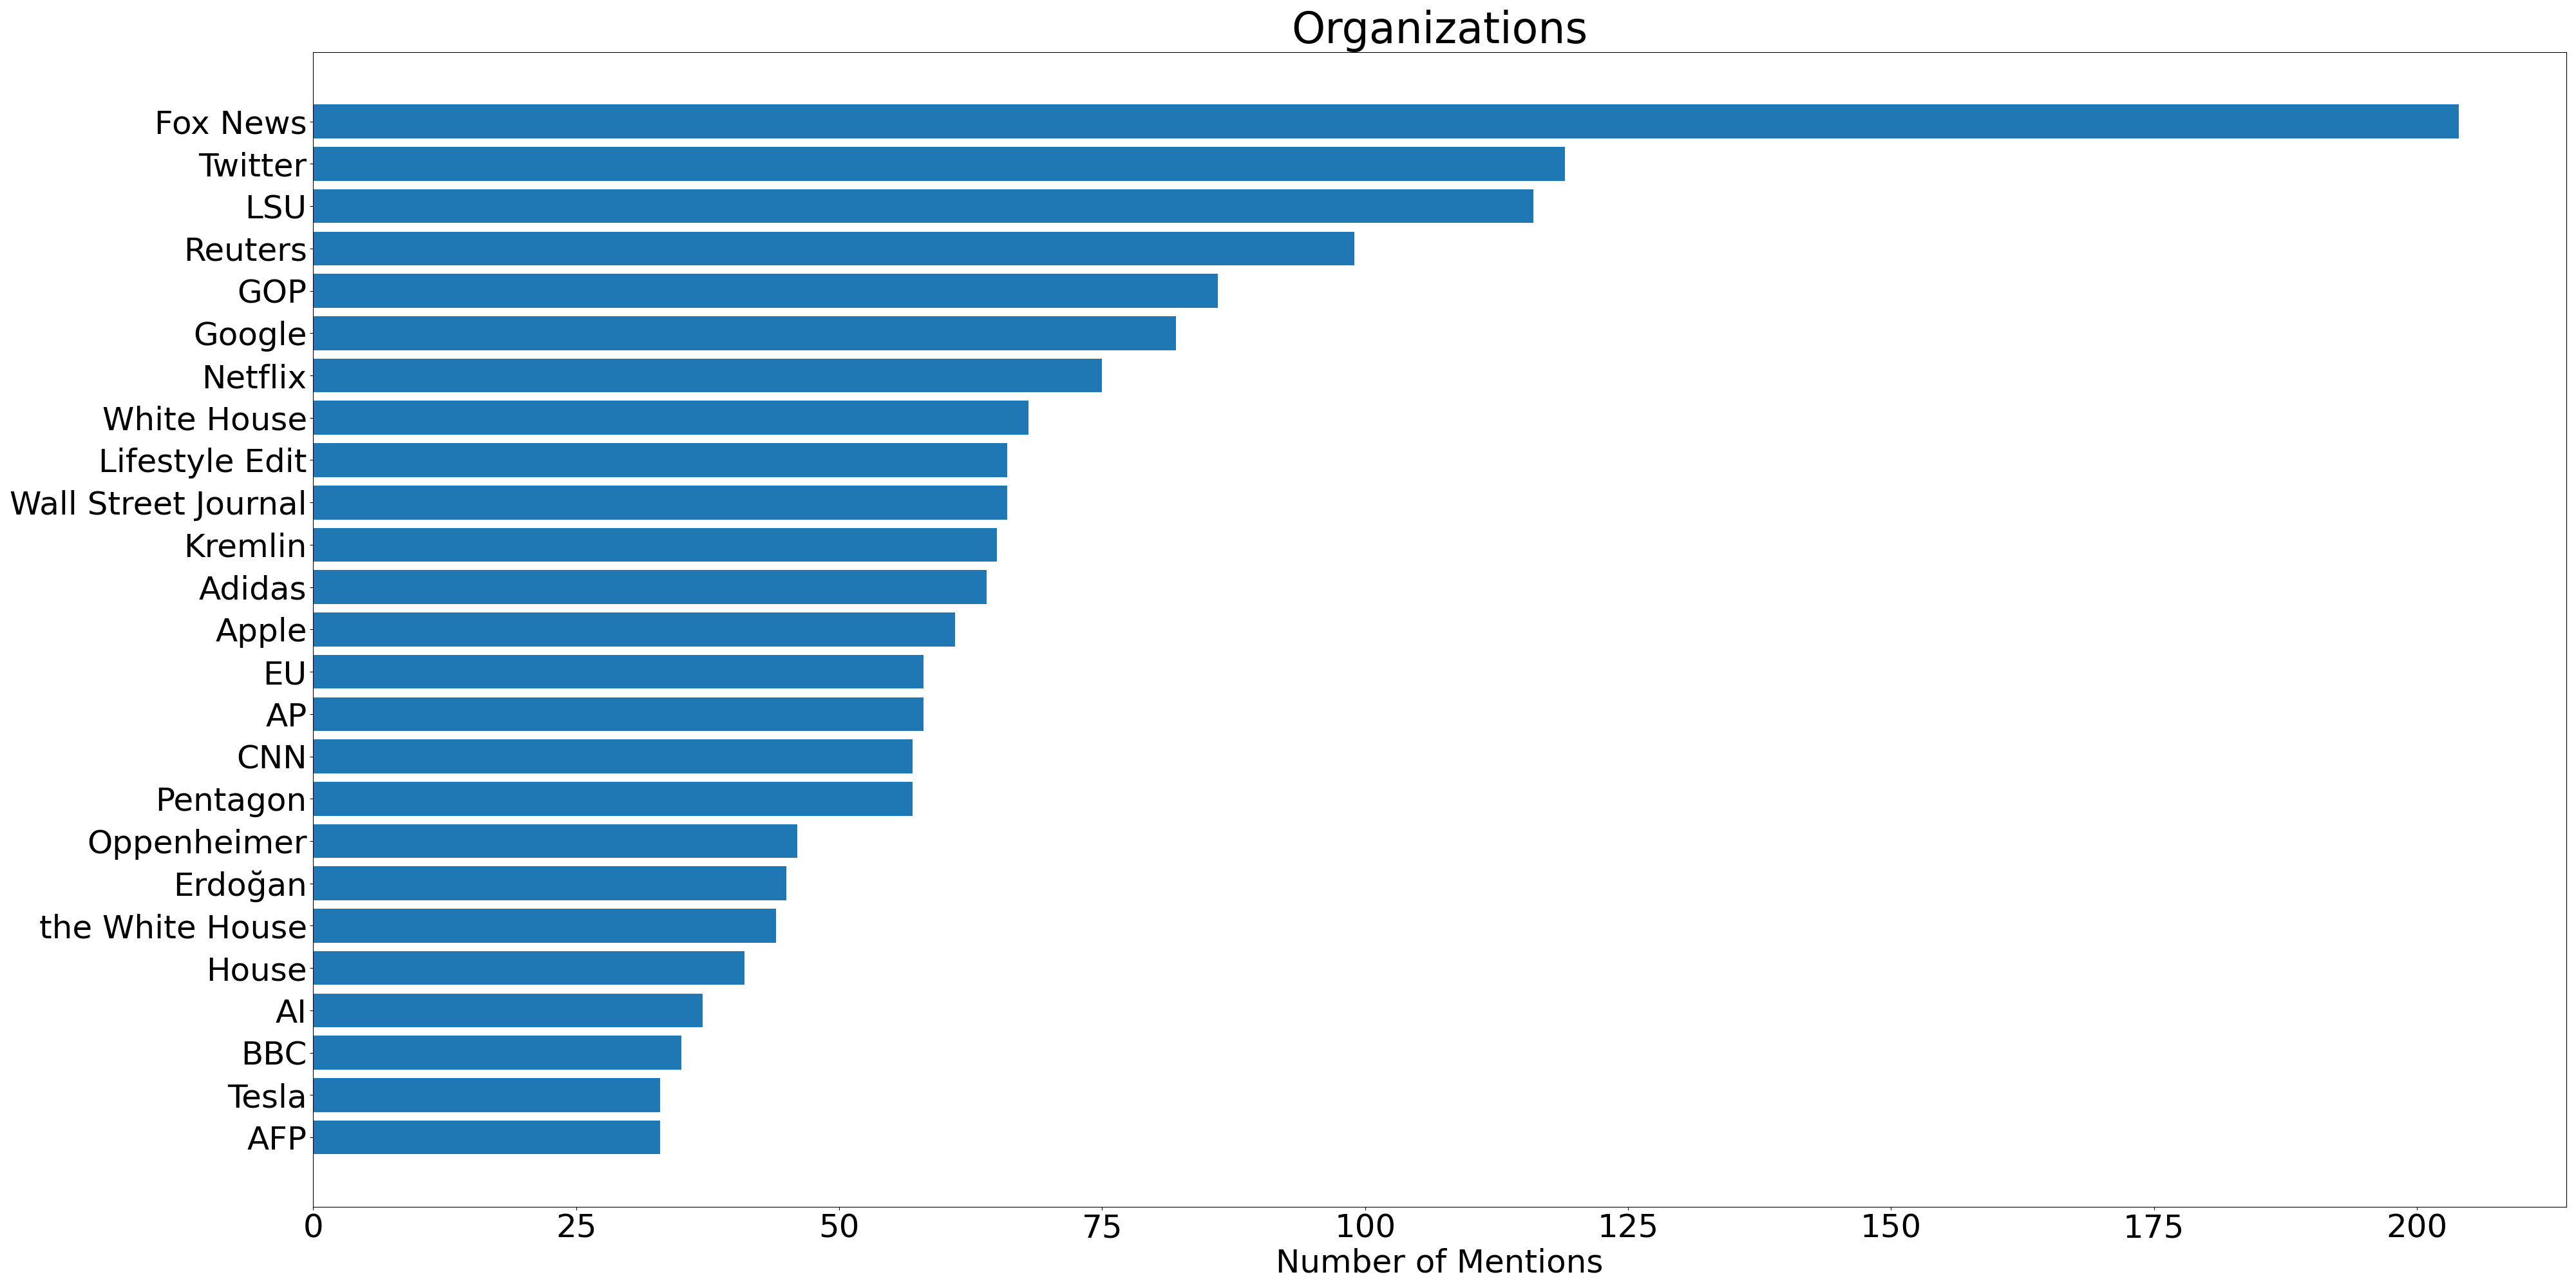 Organizations
Fox News
Twitter
LSU
Reuters
GOP
Google
Netflix
White House
Lifestyle Edit
Wall Street Journal
Kremlin
Adidas
Apple
EU
AP
CNN
Pentagon
Oppenheimer
Erdoğan
the White House
House
AI
BBC
Tesla
AFP
0 25 50 75 100 125 150 175 200
Number of Mentions